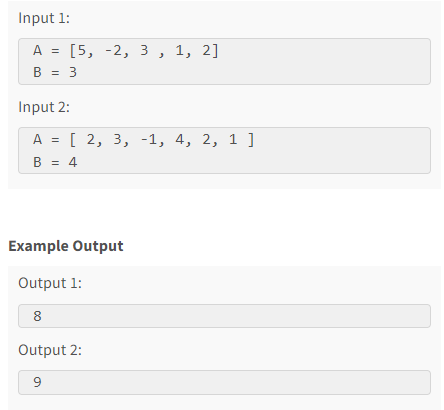 Input 1:
A = [5, -2, 3 , 1, 2]
B = 3
Input 2:
A = [ 2, 3, -1, 4, 2, 1 ]
B = 4
Example Output
Output 1:
8
Output 2:
9